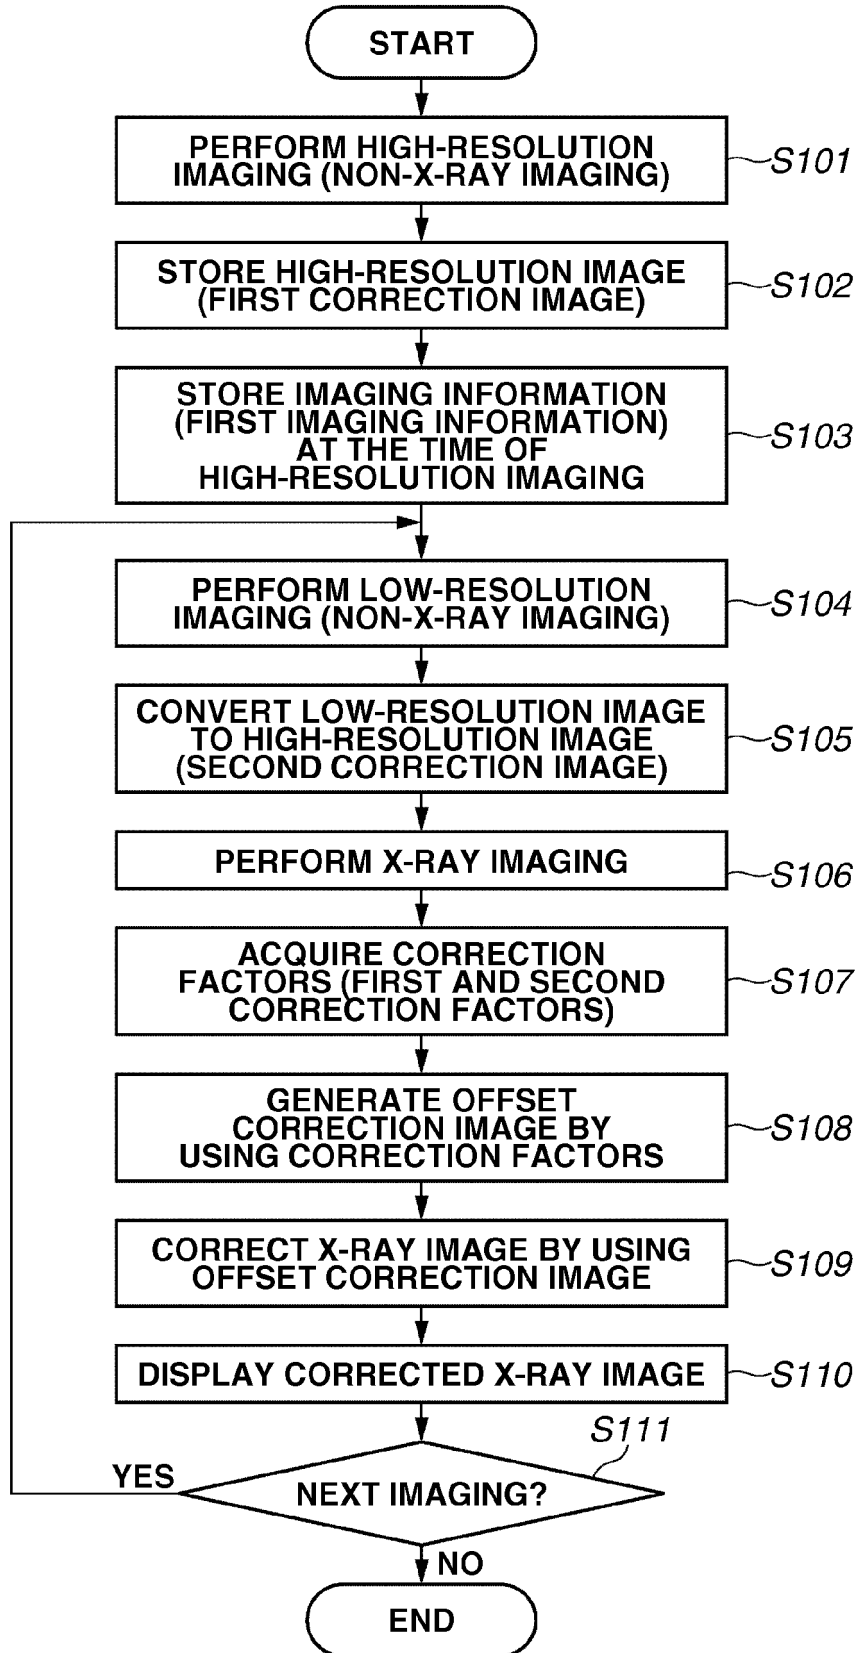 START
PERFORM HIGH-RESOLUTION
IMAGING (NON-X-RAY IMAGING)
S101
STORE HIGH-RESOLUTION IMAGE
(FIRST CORRECTION IMAGE)
S102
STORE IMAGING INFORMATION
(FIRST IMAGING INFORMATION)
AT THE TIME OF
HIGH-RESOLUTION IMAGING
S103
PERFORM LOW-RESOLUTION
IMAGING (NON-X-RAY IMAGING)
S104
CONVERT LOW-RESOLUTION IMAGE
TO HIGH-RESOLUTION IMAGE
(SECOND CORRECTION IMAGE)
S105
PERFORM X-RAY IMAGING
S106
ACQUIRE CORRECTION
FACTORS (FIRST AND SECOND
CORRECTION FACTORS)
S107
GENERATE OFFSET
CORRECTION IMAGE BY
USING CORRECTION FACTORS
S108
CORRECT X-RAY IMAGE BY USING
OFFSET CORRECTION IMAGE
S109
DISPLAY CORRECTED X-RAY IMAGE
S110
S111
YES
NEXT IMAGING?
NO
END